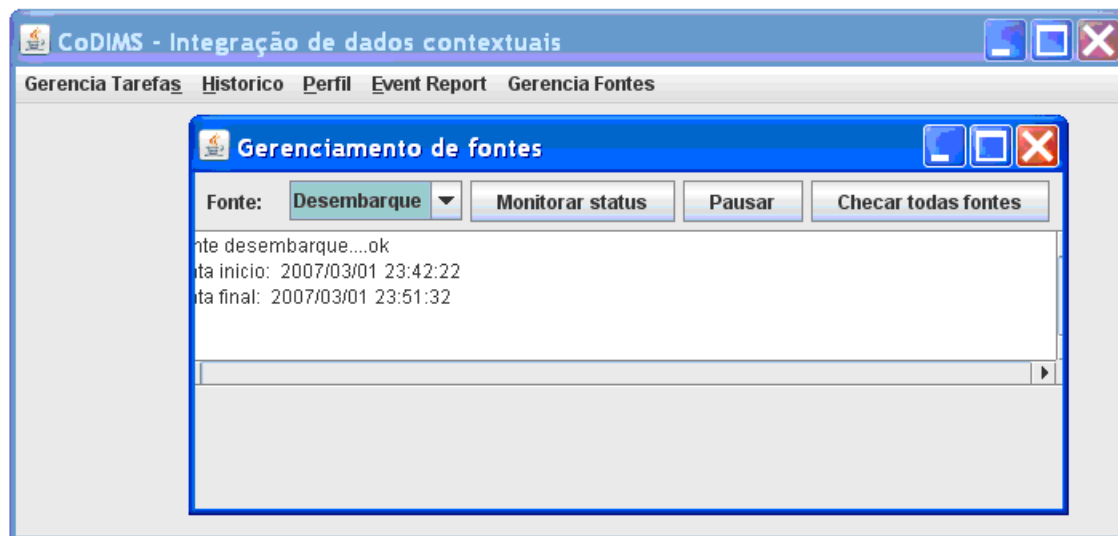 CoDIMS - Integração de dados contextuais
Gerencia Tarefas Historico Perfil Event Report Gerencia Fontes
Gerenciamento de fontes
Fonte: Desembarque Monitorar status Pausar Checar todas fontes
nte desembarque....ok
ta inicio: 2007/03/01 23:42:22
ta final: 2007/03/01 23:51:32